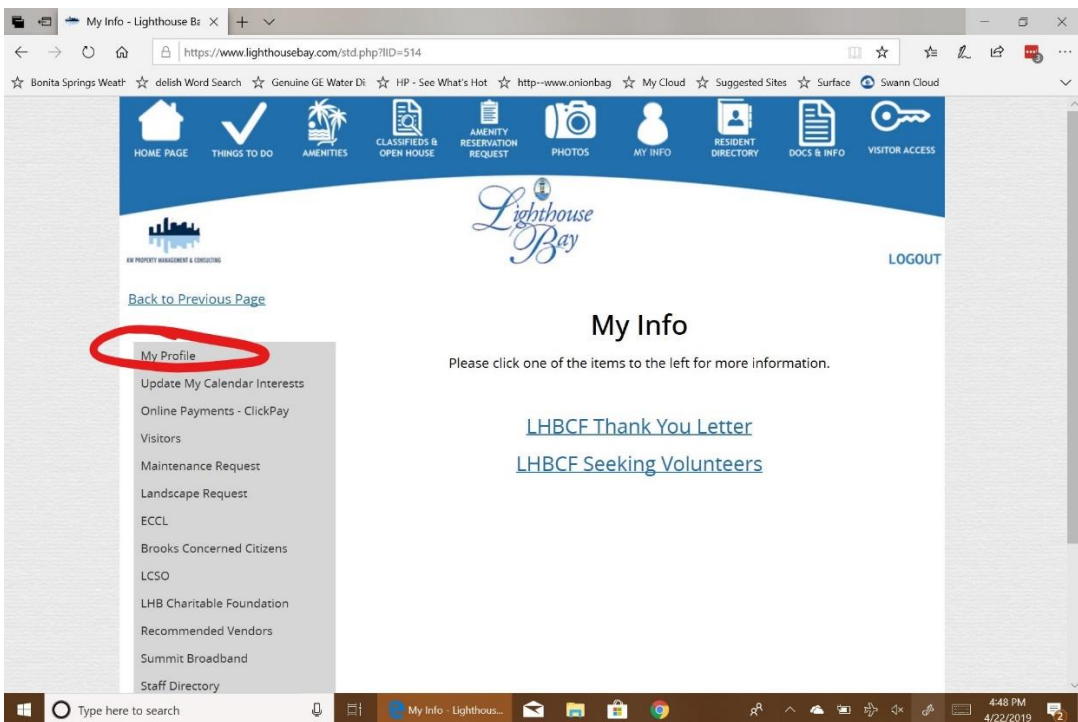 My Info - Lighthouse Ba
https://www.lighthousebay.com/std.php?IID=514
Bonita Springs Weath delish Word Search Genuine GE Water Di HP - See What's Hot http--www.onionbag My Cloud Suggested Sites Surface Swann Cloud
HOME PAGE
THINGS TO DO
AMENITIES
CLASSIFIEDS &
OPEN HOUSE
AMENITY
RESERVATION
REQUEST
PHOTOS
MY INFO
RESIDENT
DIRECTORY
DOCS & INFO
VISITOR ACCESS
Lighthouse
Bay
KW PROPERTY MANAGEMENT & CONSULTING
LOGOUT
Back to Previous Page
My Info
Please click one of the items to the left for more information.
LHBCF Thank You Letter
LHBCF Seeking Volunteers
My Profile
Update My Calendar Interests
Online Payments - ClickPay
Visitors
Maintenance Request
Landscape Request
ECCL
Brooks Concerned Citizens
LCSO
LHB Charitable Foundation
Recommended Vendors
Summit Broadband
Staff Directory
Type here to search
My Info - Lighthous...
4:48 PM
4/22/2019